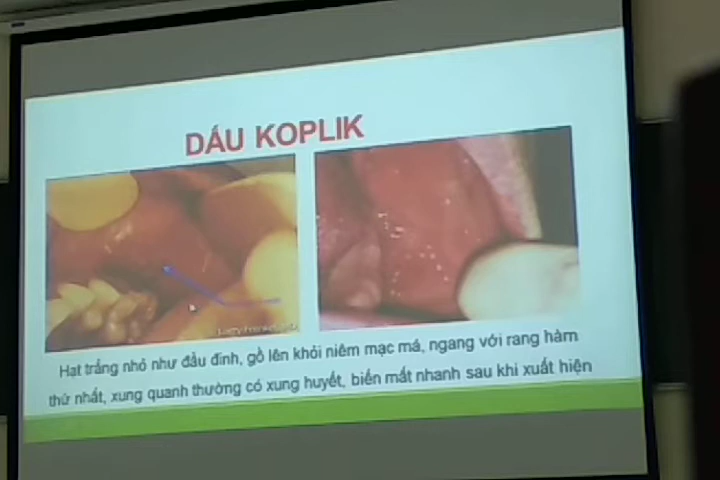 DẤU KOPLIK
Hạt trắng nhỏ như đầu đinh, gồ lên khỏi niêm mạc má, ngang với rang hàm
thứ nhất, xung quanh thường có xung huyết, biến mất nhanh sau khi xuất hiện